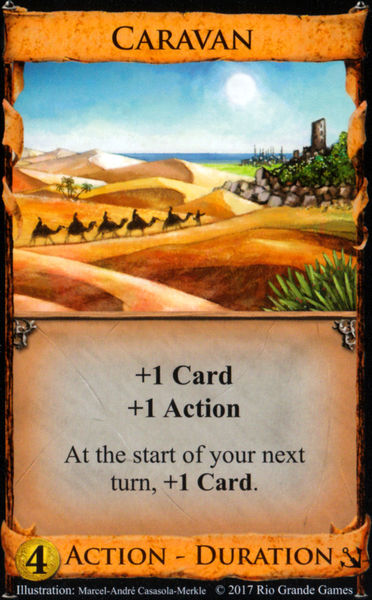 CARAVAN
+1 Card
+1 Action
At the start of your next
turn, +1 Card.
4 ACTION - DURATION
Illustration: Marcel-André Casasola-Merkle © 2017 Rio Grande Games